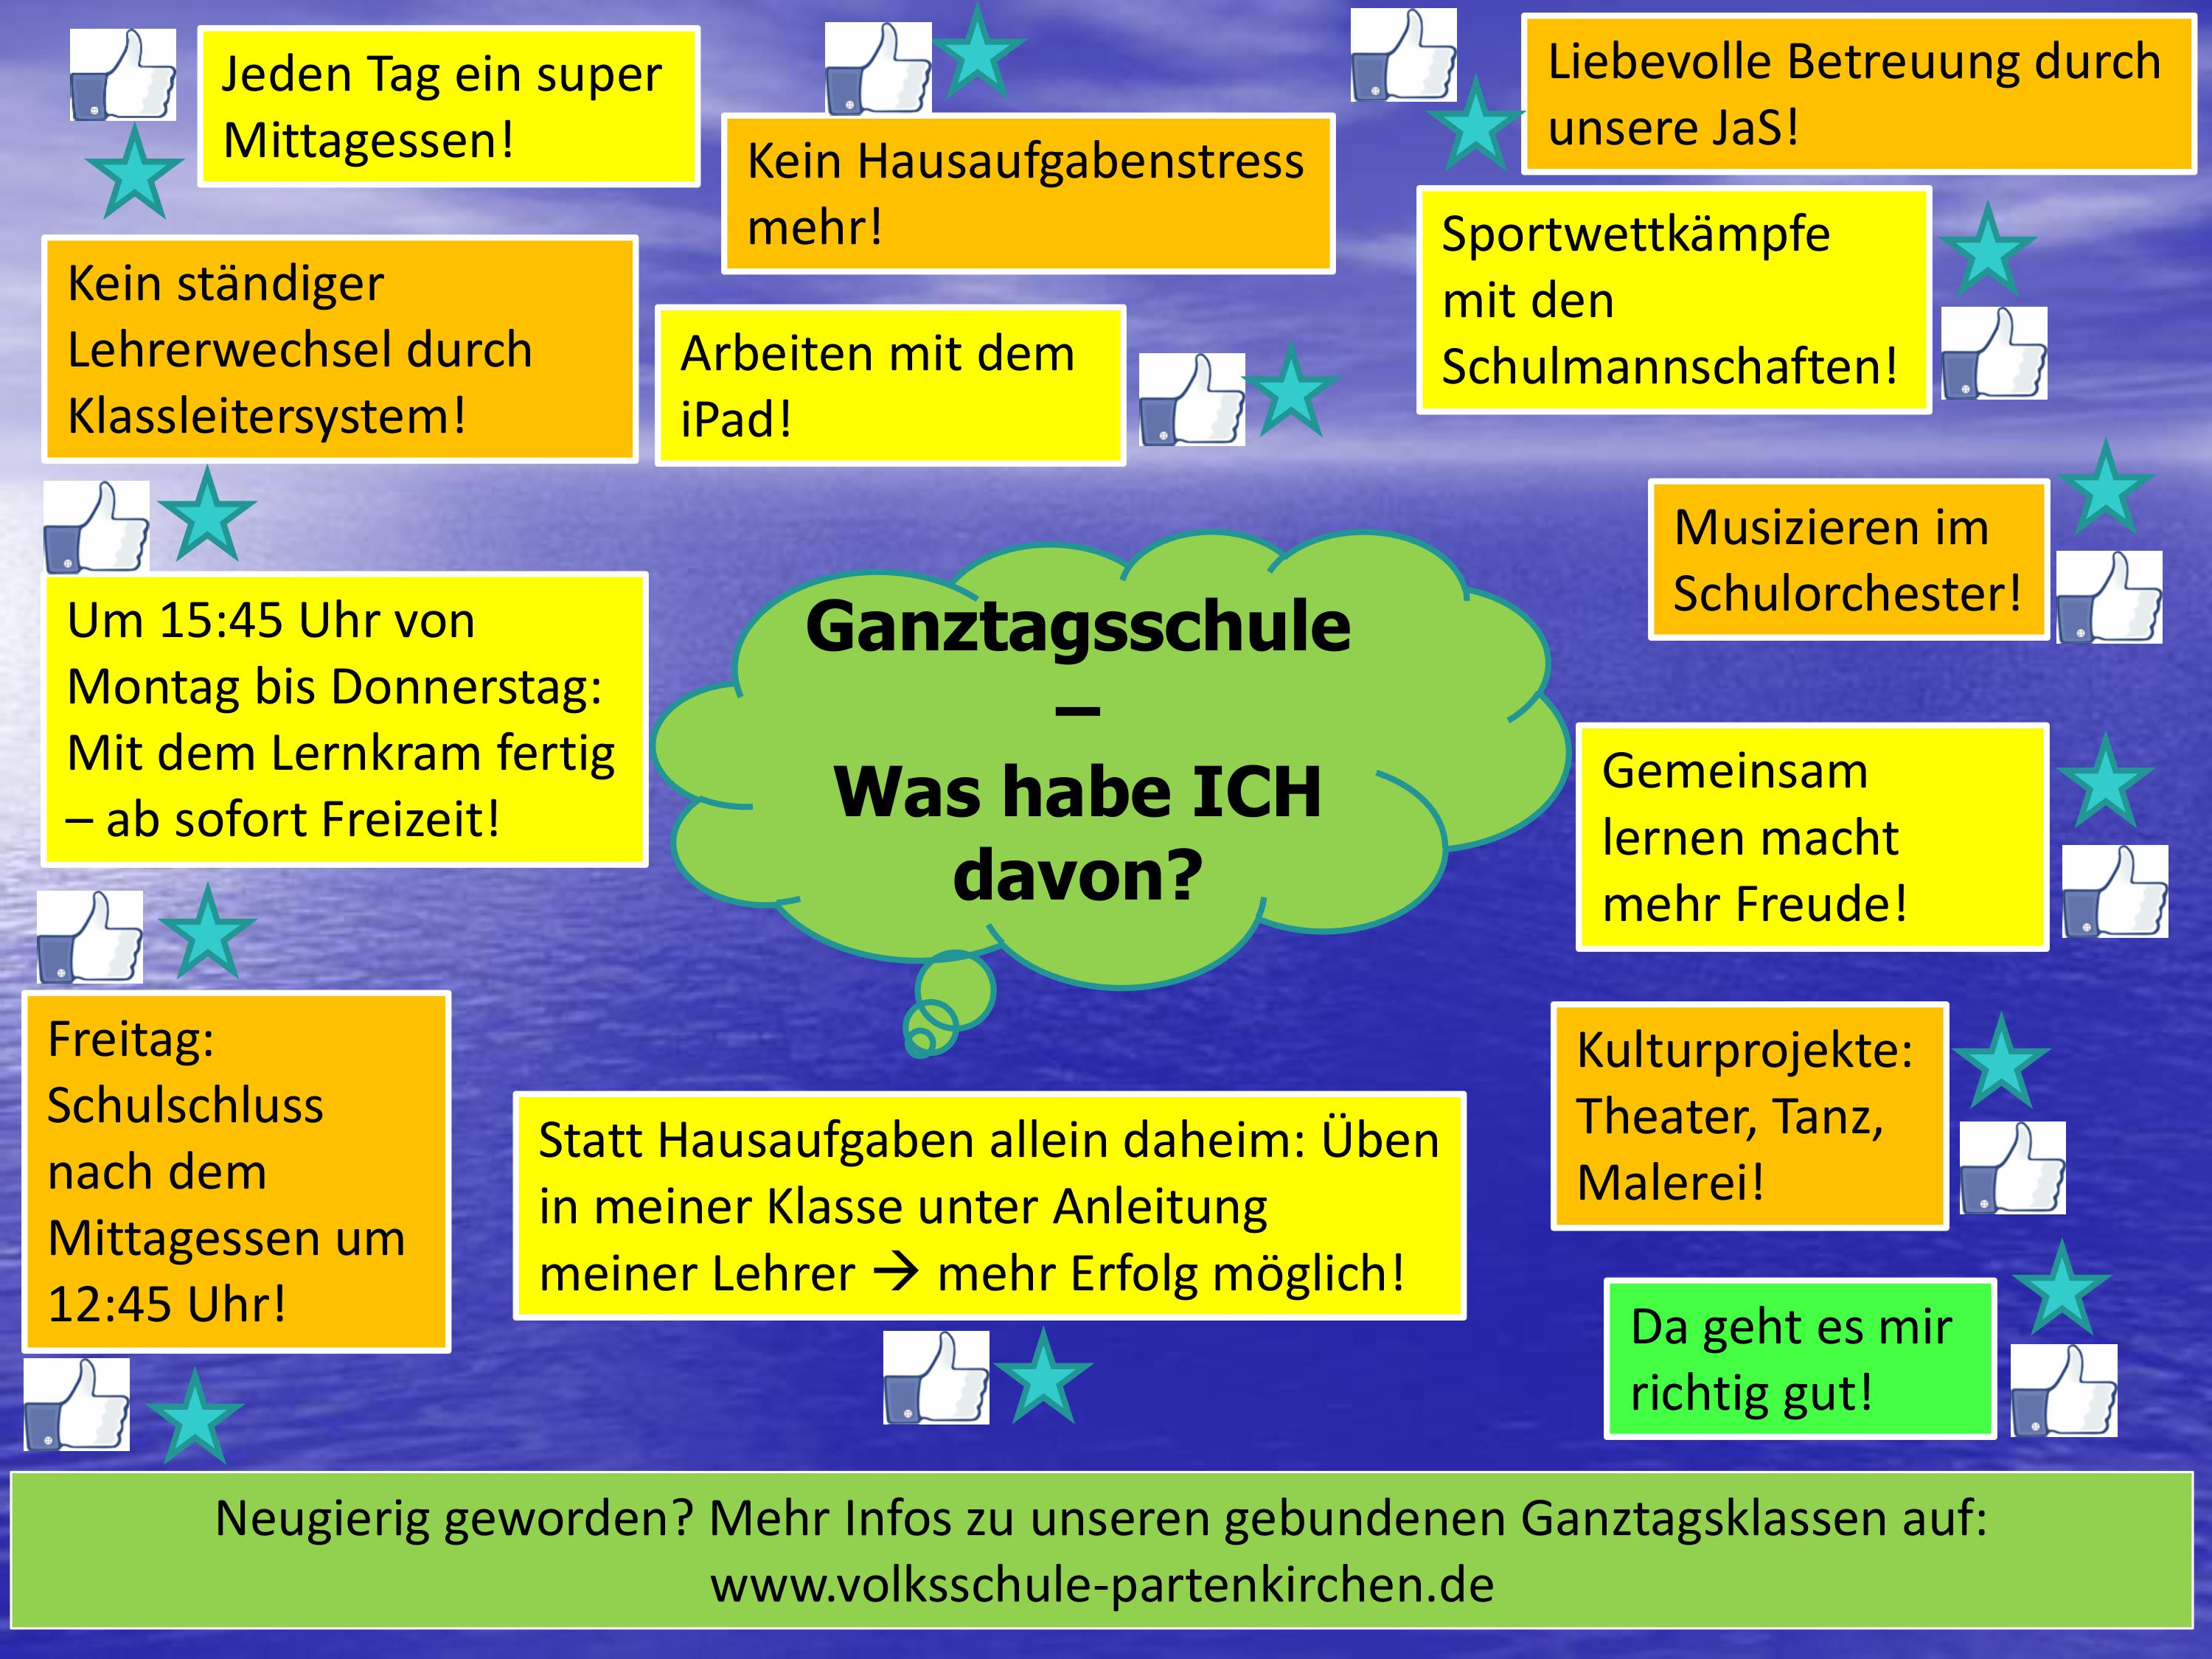 Jeden Tag ein super
Mittagessen!
Kein Hausaufgabenstress
mehr!
Liebevolle Betreuung durch
unsere JaS!
Kein ständiger
Lehrerwechsel durch
Klassleitersystem!
Arbeiten mit dem
iPad!
Sportwettkämpfe
mit den
Schulmannschaften!
Musizieren im
Schulorchester!
Um 15:45 Uhr von
Montag bis Donnerstag:
Mit dem Lernkram fertig
– ab sofort Freizeit!
Ganztagsschule
–
Was habe ICH
davon?
Gemeinsam
lernen macht
mehr Freude!
Freitag:
Schulschluss
nach dem
Mittagessen um
12:45 Uhr!
Statt Hausaufgaben allein daheim: Üben
in meiner Klasse unter Anleitung
meiner Lehrer → mehr Erfolg möglich!
Kulturprojekte:
Theater, Tanz,
Malerei!
Da geht es mir
richtig gut!
Neugierig geworden? Mehr Infos zu unseren gebundenen Ganztagsklassen auf:
www.volksschule-partenkirchen.de